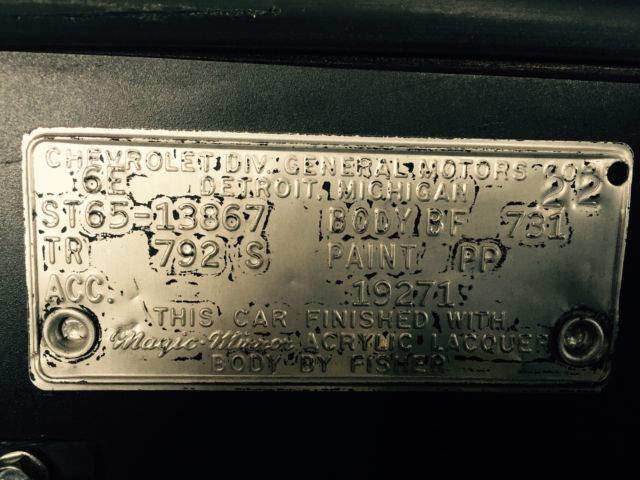 CHEVROLET DIV. GENERAL MOTORS COR
6E DETROIT, MICHIGAN 22
ST65-13867 BODY BF 731
TR 792 S PAINT PP
ACC. 19271
THIS CAR FINISHED WITH
Magic-Mirror ACRYLIC LACQUER
BODY BY FISHER